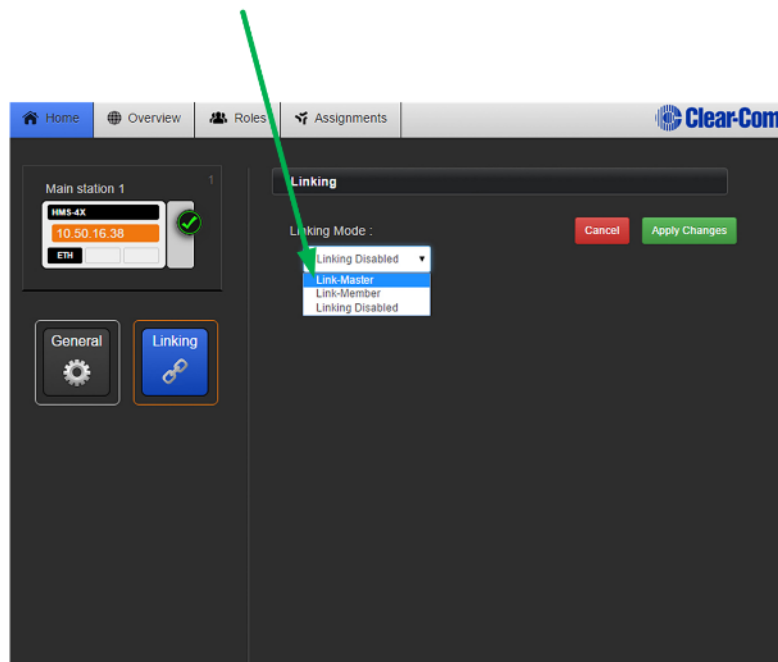 Home
Overview
Roles
Assignments
Clear-Com
Main station 1
1
HMS-4X
10.50.16.38
ETH
General
Linking
Linking
Linking Mode :
Cancel
Apply Changes
Linking Disabled
Link-Master
Link-Member
Linking Disabled